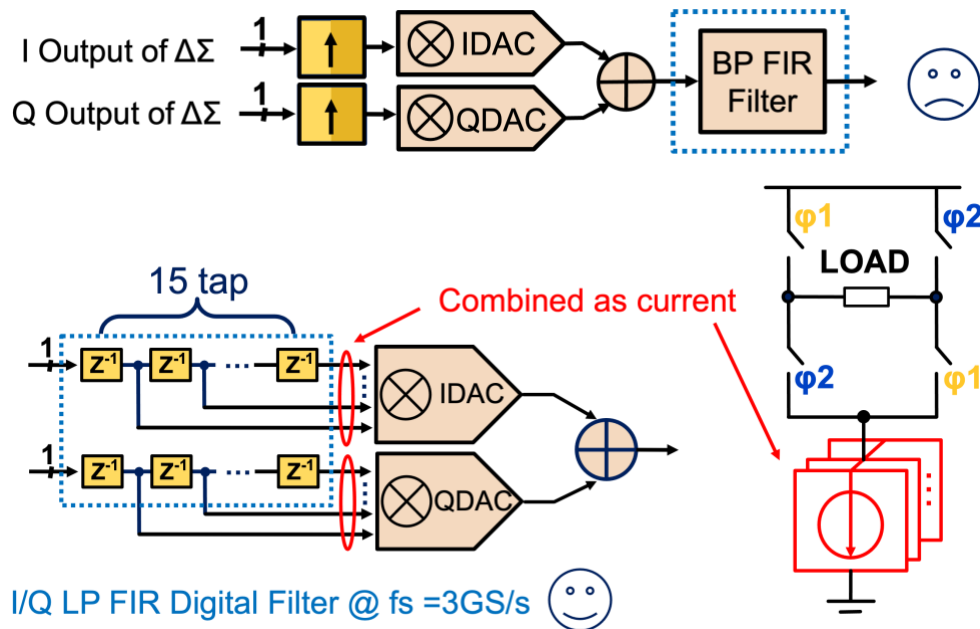 1
I Output of ΔΣ
↑
IDAC
BP FIR
Filter
1
Q Output of ΔΣ
↑
QDAC
φ1
φ2
LOAD
φ2
φ1
15 tap
Combined as current
1
Z-1
Z-1
Z-1
IDAC
1
Z-1
Z-1
Z-1
QDAC
I/Q LP FIR Digital Filter @ fs =3GS/s